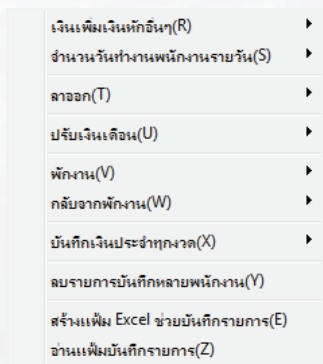 เงินเพิ่มเงินหักอื่นๆ(R)
จำนวนวันทำงานพนักงานรายวัน(S)
ลาออก(T)
ปรับเงินเดือน(U)
พักงาน(V)
กลับจากพักงาน(W)
บันทึกเงินประจำทุกงวด(X)
ลบรายการบันทึกหลายพนักงาน(Y)
สร้างแฟ้ม Excel ช่วยบันทึกรายการ(E)
อ่านแฟ้มบันทึกรายการ(Z)